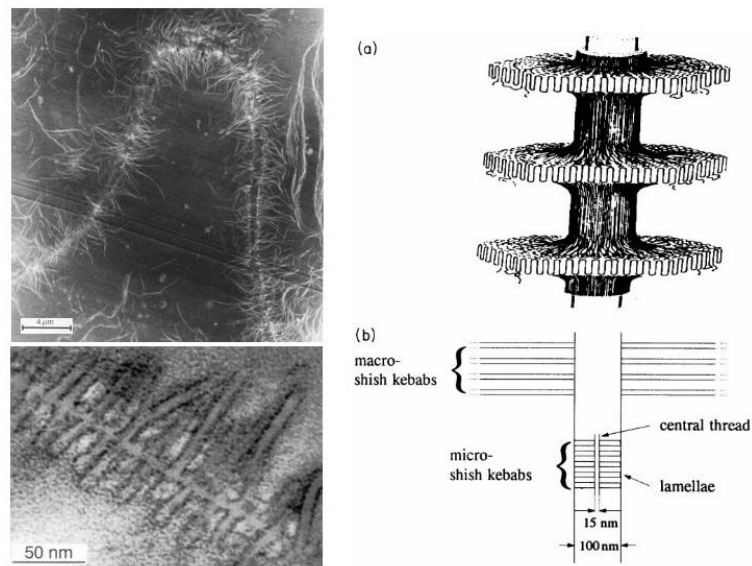 4 µm
50 nm
(a)
(b)
macro-
shish kebabs
central thread
micro-
shish kebabs
lamellae
15 nm
100 nm